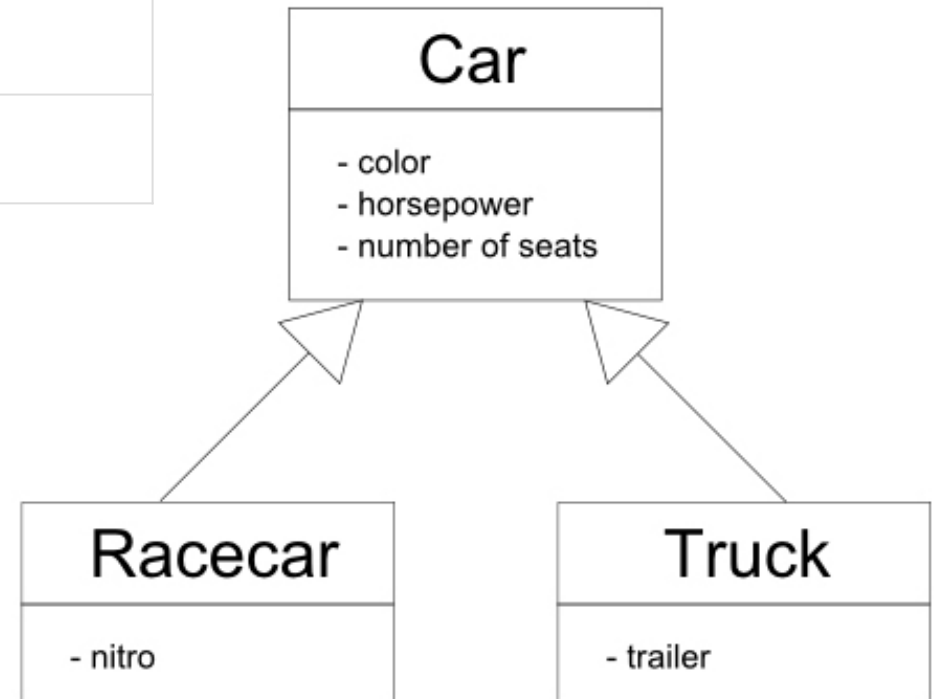 Car
- color
- horsepower
- number of seats
Racecar
- nitro
Truck
- trailer